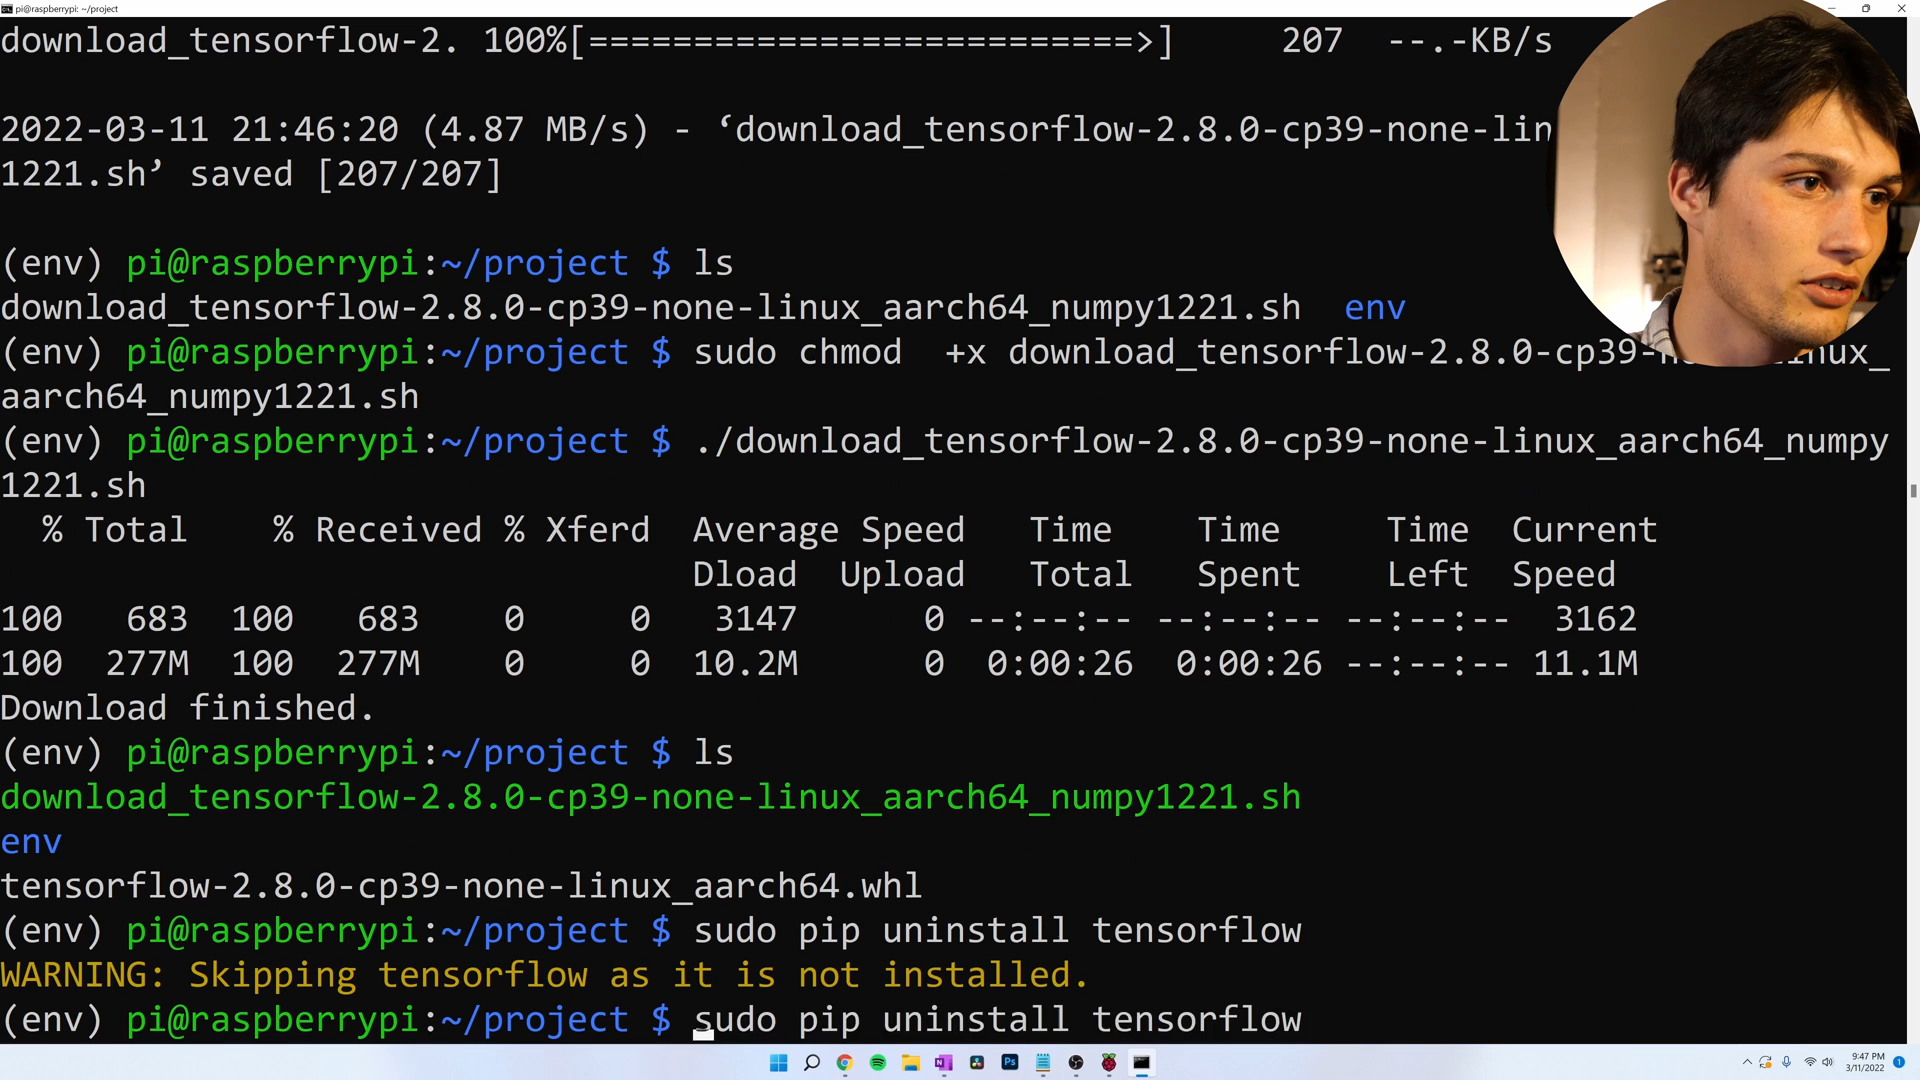 pi@raspberrypi: ~/project
download_tensorflow-2. 100%[==========================>] 207 --.-KB/s
2022-03-11 21:46:20 (4.87 MB/s) - ‘download_tensorflow-2.8.0-cp39-none-lin
1221.sh’ saved [207/207]
(env) pi@raspberrypi:~/project $ ls
download_tensorflow-2.8.0-cp39-none-linux_aarch64_numpy1221.sh env
(env) pi@raspberrypi:~/project $ sudo chmod +x download_tensorflow-2.8.0-cp39-none-linux_
aarch64_numpy1221.sh
(env) pi@raspberrypi:~/project $ ./download_tensorflow-2.8.0-cp39-none-linux_aarch64_numpy
1221.sh
% Total % Received % Xferd Average Speed Time Time Time Current
Dload Upload Total Spent Left Speed
100 683 100 683 0 0 3147 0 --:--:-- --:--:-- --:--:-- 3162
100 277M 100 277M 0 0 10.2M 0 0:00:26 0:00:26 --:--:-- 11.1M
Download finished.
(env) pi@raspberrypi:~/project $ ls
download_tensorflow-2.8.0-cp39-none-linux_aarch64_numpy1221.sh
env
tensorflow-2.8.0-cp39-none-linux_aarch64.whl
(env) pi@raspberrypi:~/project $ sudo pip uninstall tensorflow
WARNING: Skipping tensorflow as it is not installed.
(env) pi@raspberrypi:~/project $ sudo pip uninstall tensorflow
Ps
9:47 PM
3/11/2022
1